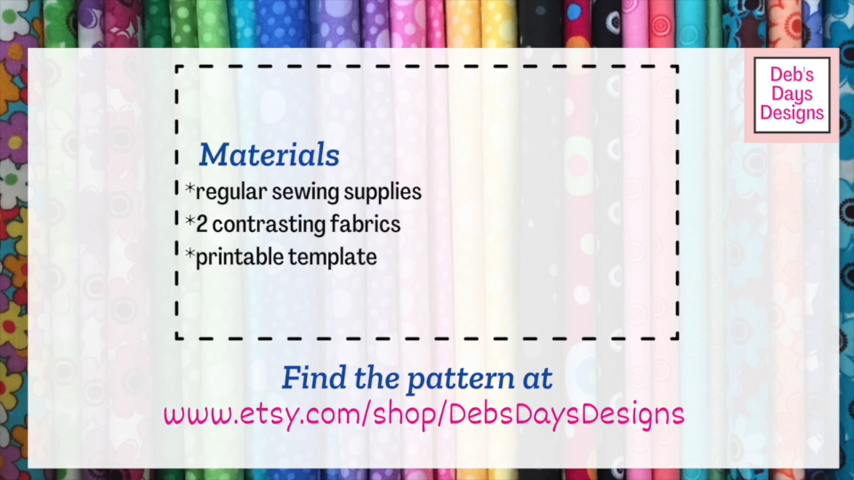 Deb's
Days
Designs
Materials
*regular sewing supplies
*2 contrasting fabrics
*printable template
Find the pattern at
www.etsy.com/shop/DebsDaysDesigns